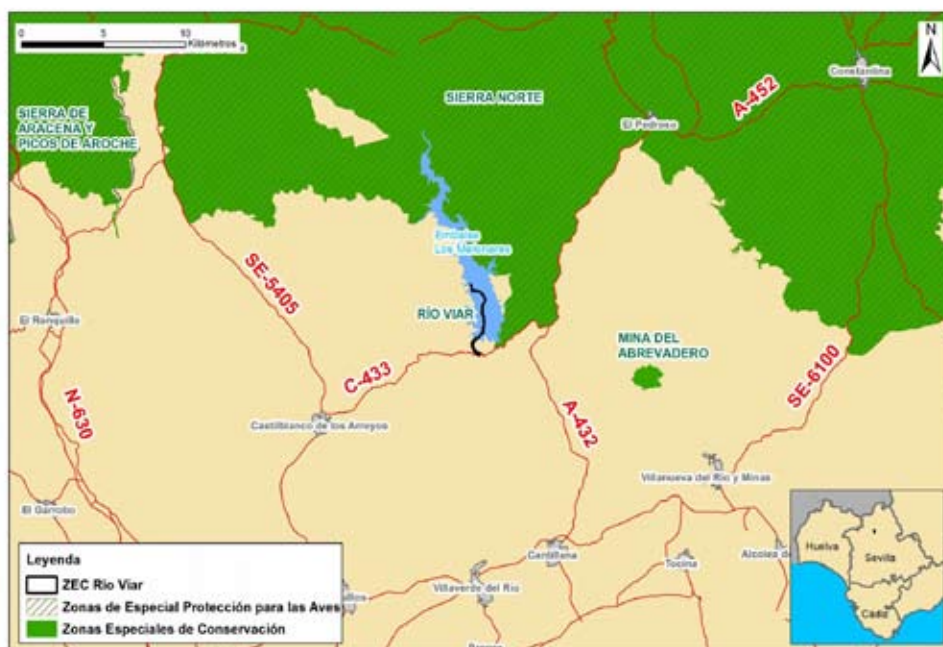 0 5 10
Kilómetros
N
Constantina
A-452
SIERRA NORTE
El Pedroso
SIERRA DE
ARACENA Y
PICOS DE AROCHE
Embalse
Los Melonares
SE-5405
RÍO VIAR
El Ronquillo
MINA DEL
ABREVADERO
C-433
SE-6100
N-630
A-432
Castilblanco de los Arroyos
Villanueva del Río y Minas
El Garrobo
Cantillana
Tocina
Alcolea de
Villaverde del Río
Huelva
Sevilla
Cádiz
Leyenda
ZEC Río Viar
Zonas de Especial Protección para las Aves
Zonas Especiales de Conservación